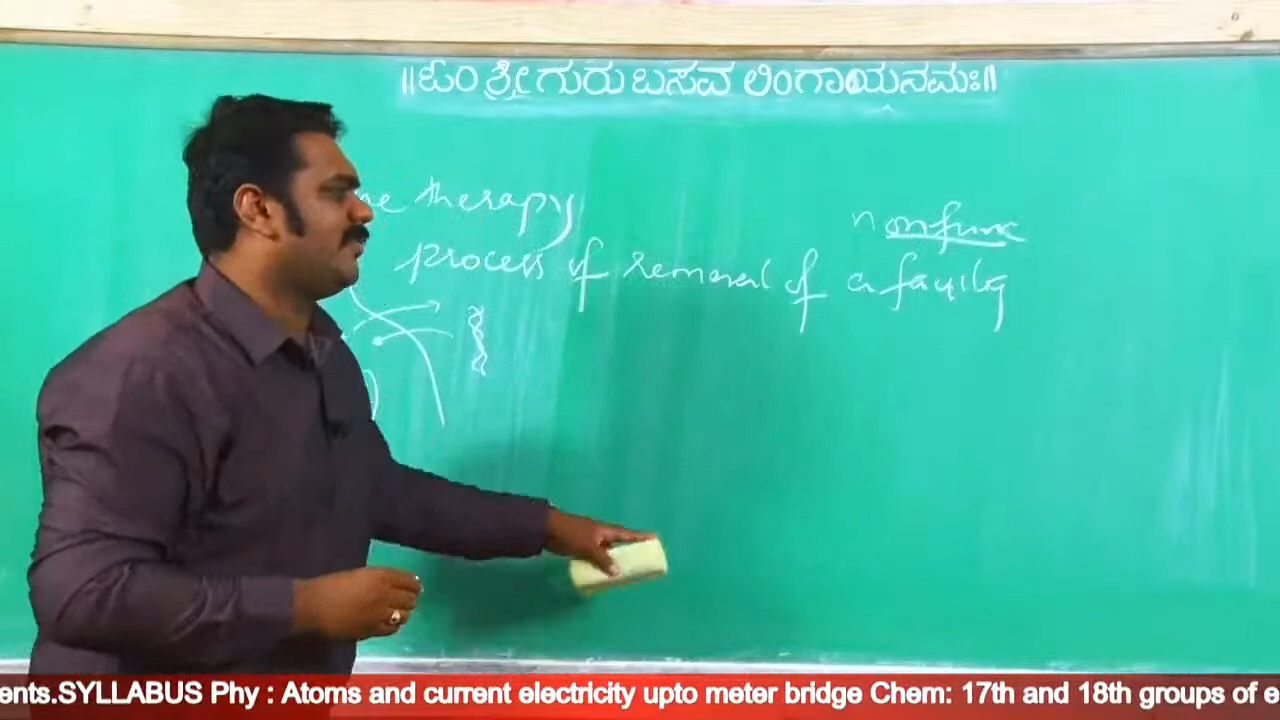 ॥ಓಂ ಶ್ರೀ ಗುರು ಬಸವ ಲಿಂಗಾಯನಮಃ॥
ne therapy
nonfunc
process of removal of a
ents.SYLLABUS Phy : Atoms and current electricity upto meter bridge Chem: 17th and 18th groups of e